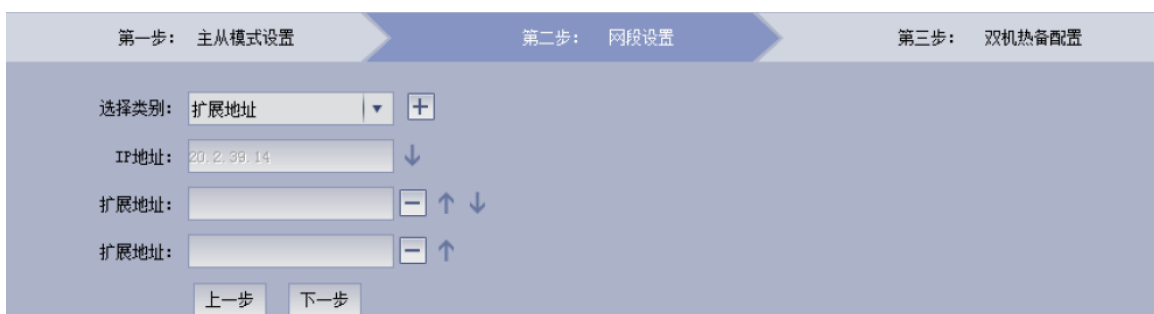 第一步： 主从模式设置 第二步： 网段设置 第三步： 双机热备配置
选择类别： 扩展地址
IP地址： 20.2.39.14
扩展地址：
扩展地址：
上一步 下一步